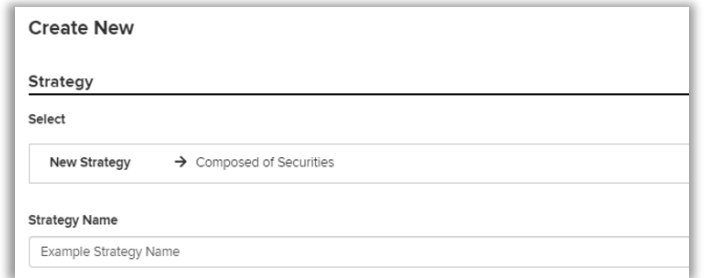 Create New
Strategy
Select
New Strategy → Composed of Securities
Strategy Name
Example Strategy Name